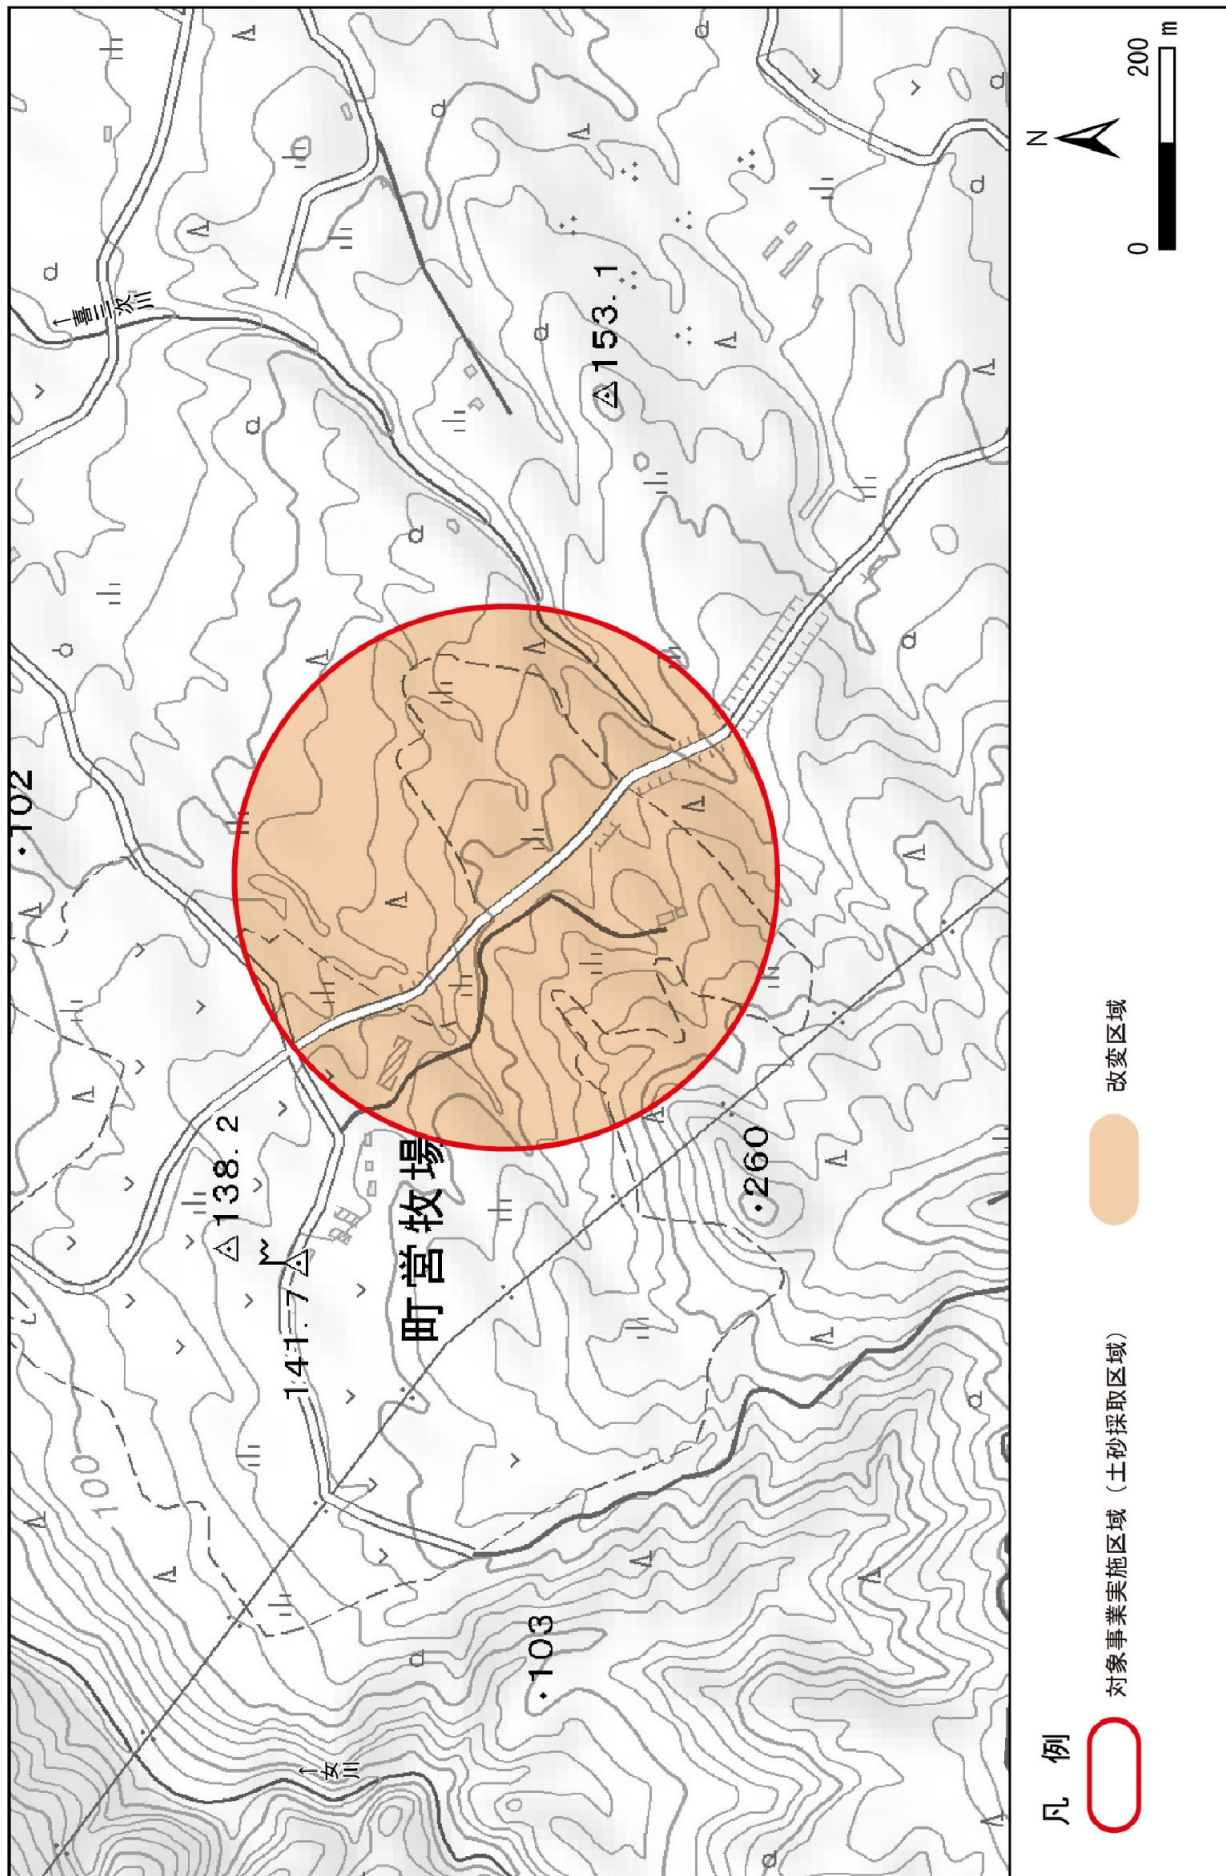 102
↑喜三次川
153.1
138.2
141.7
町営牧場
260
100
103
↑女川
凡例
対象事業実施区域（土砂採取区域）
改変区域
N
0 200 m